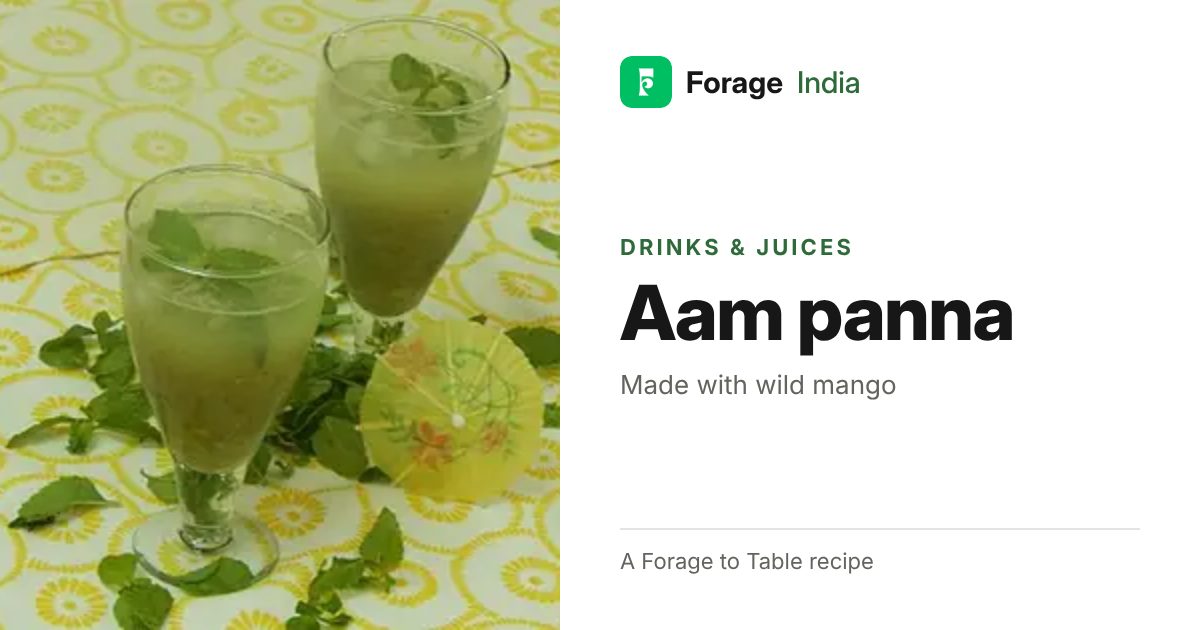 Forage India
DRINKS & JUICES
Aam panna
Made with wild mango
A Forage to Table recipe